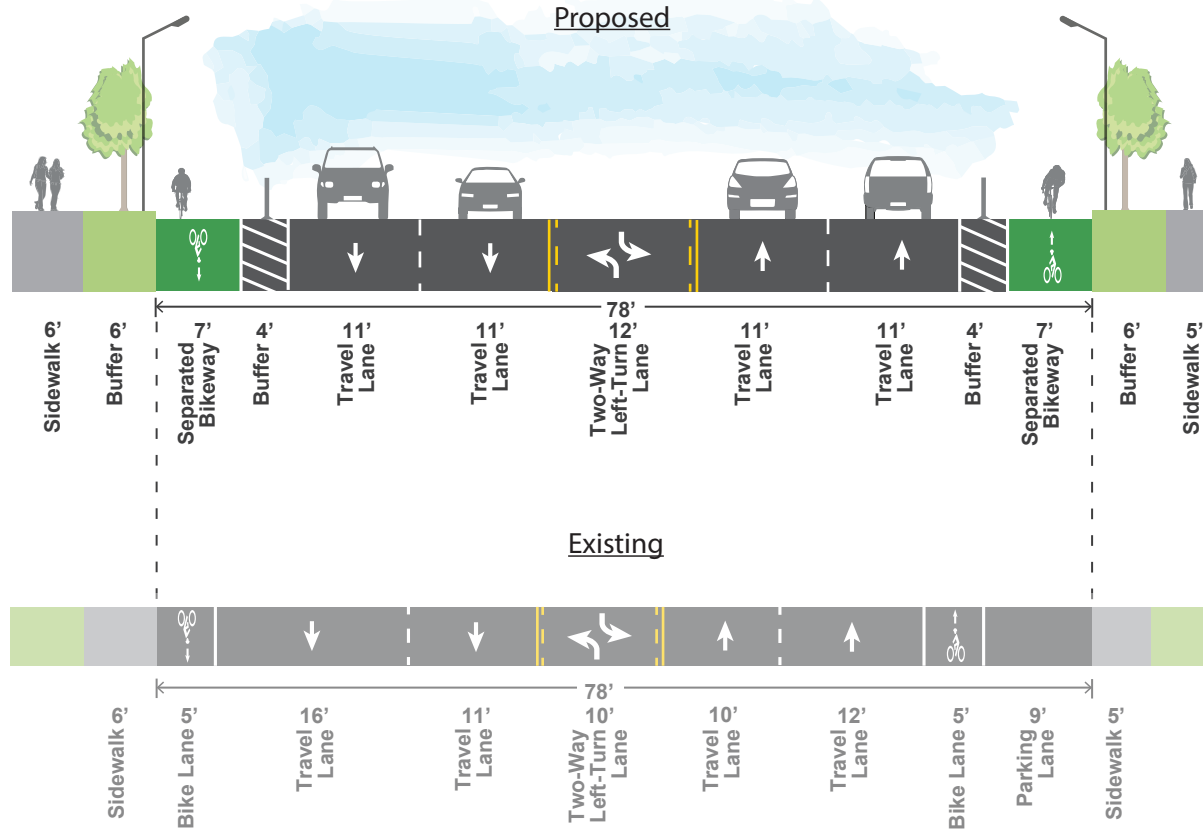 Proposed
78’
Sidewalk 6’
Buffer 6’
Separated 7’
Bikeway
Buffer 4’
Travel 11’
Lane
Travel 11’
Lane
Two-Way 12’
Left-Turn
Lane
Travel 11’
Lane
Travel 11’
Lane
Buffer 4’
Separated 7’
Bikeway
Buffer 6’
Sidewalk 5’
Existing
78’
Sidewalk 6’
Bike Lane 5’
Travel 16’
Lane
Travel 11’
Lane
Two-Way 10’
Left-Turn
Lane
Travel 10’
Lane
Travel 12’
Lane
Bike Lane 5’
Parking 9’
Lane
Sidewalk 5’